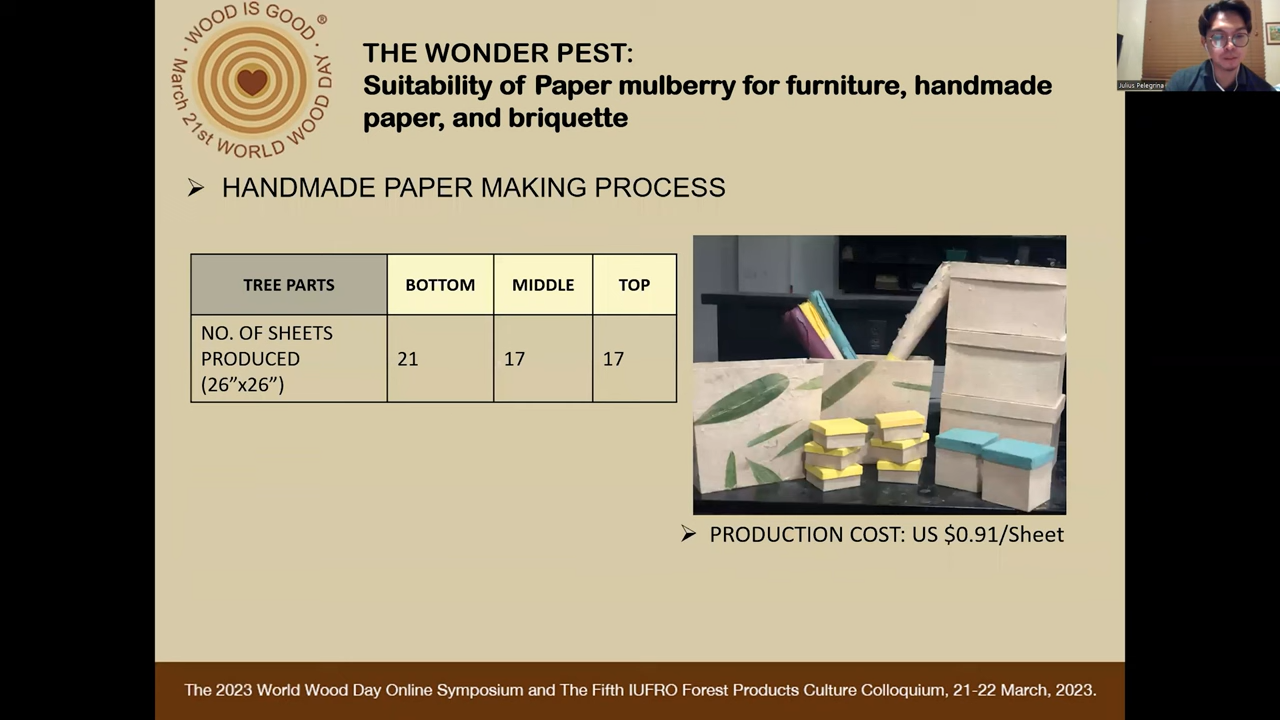 · WOOD IS GOOD · ®
March 21st WORLD WOOD DAY
THE WONDER PEST:
Suitability of Paper mulberry for furniture, handmade
paper, and briquette
Julius Pelegrina
➢ HANDMADE PAPER MAKING PROCESS
TREE PARTS BOTTOM MIDDLE TOP
NO. OF SHEETS
PRODUCED 21 17 17
(26”x26”)
➢ PRODUCTION COST: US $0.91/Sheet
The 2023 World Wood Day Online Symposium and The Fifth IUFRO Forest Products Culture Colloquium, 21-22 March, 2023.